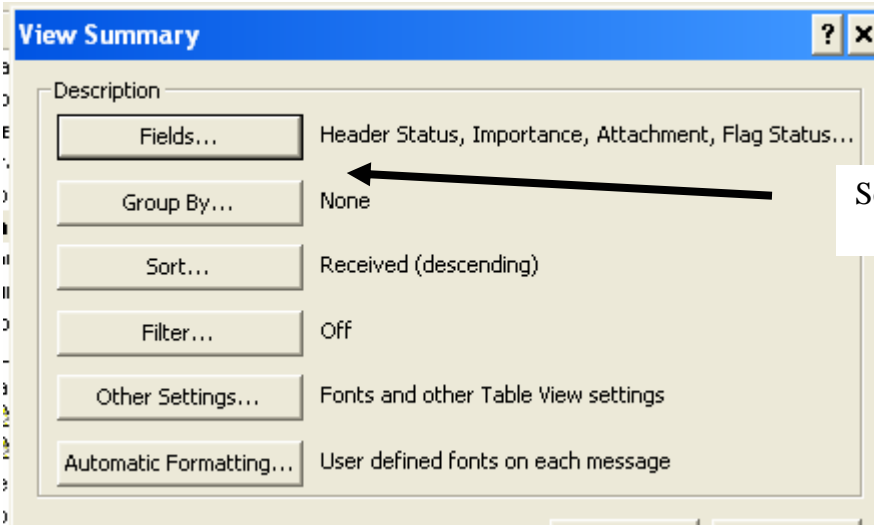 View Summary
Description
Fields... Header Status, Importance, Attachment, Flag Status...
Group By... None
Sort... Received (descending)
Filter... Off
Other Settings... Fonts and other Table View settings
Automatic Formatting... User defined fonts on each message